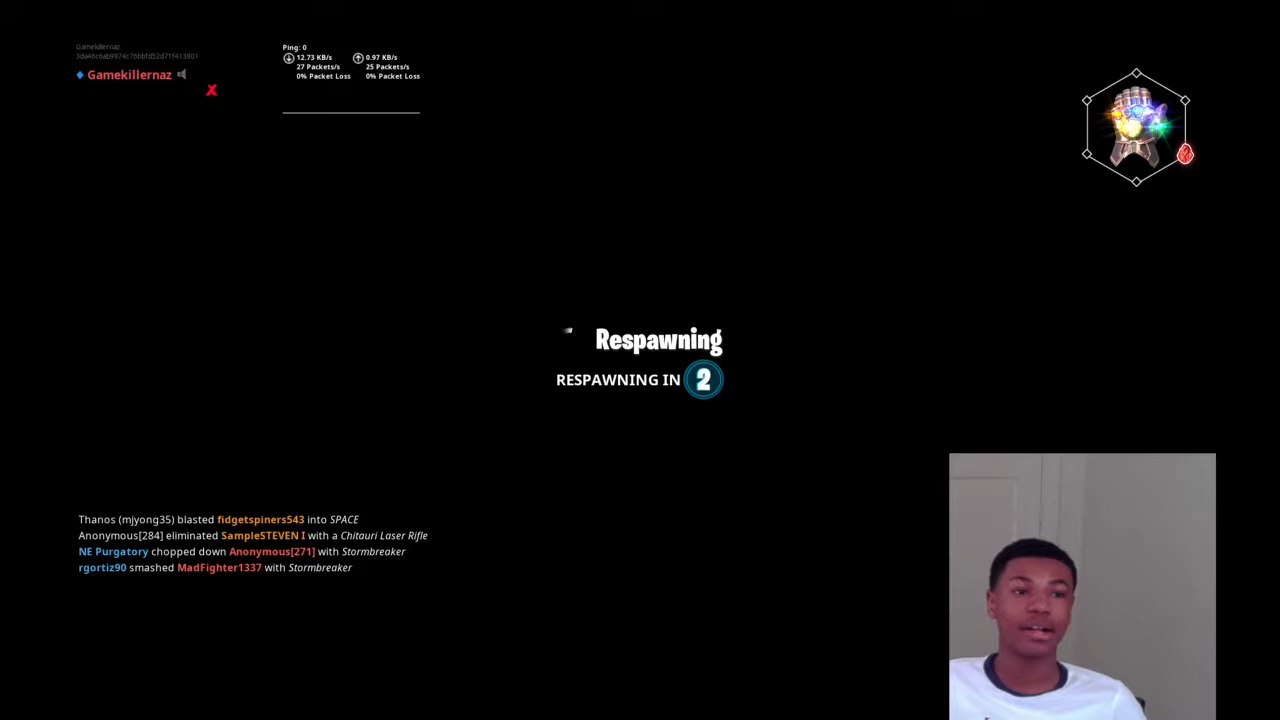 Gamekillernaz
Gamekillernaz
X
Ping: 0
12.73 KB/s 0.97 KB/s
27 Packets/s 25 Packets/s
0% Packet Loss 0% Packet Loss
Respawning
RESPAWNING IN 2
Thanos (mjyong35) blasted fidgetspiners543 into SPACE
Anonymous[284] eliminated SampleSTEVEN I with a Chitauri Laser Rifle
NE Purgatory chopped down Anonymous[271] with Stormbreaker
rgortiz90 smashed MadFighter1337 with Stormbreaker